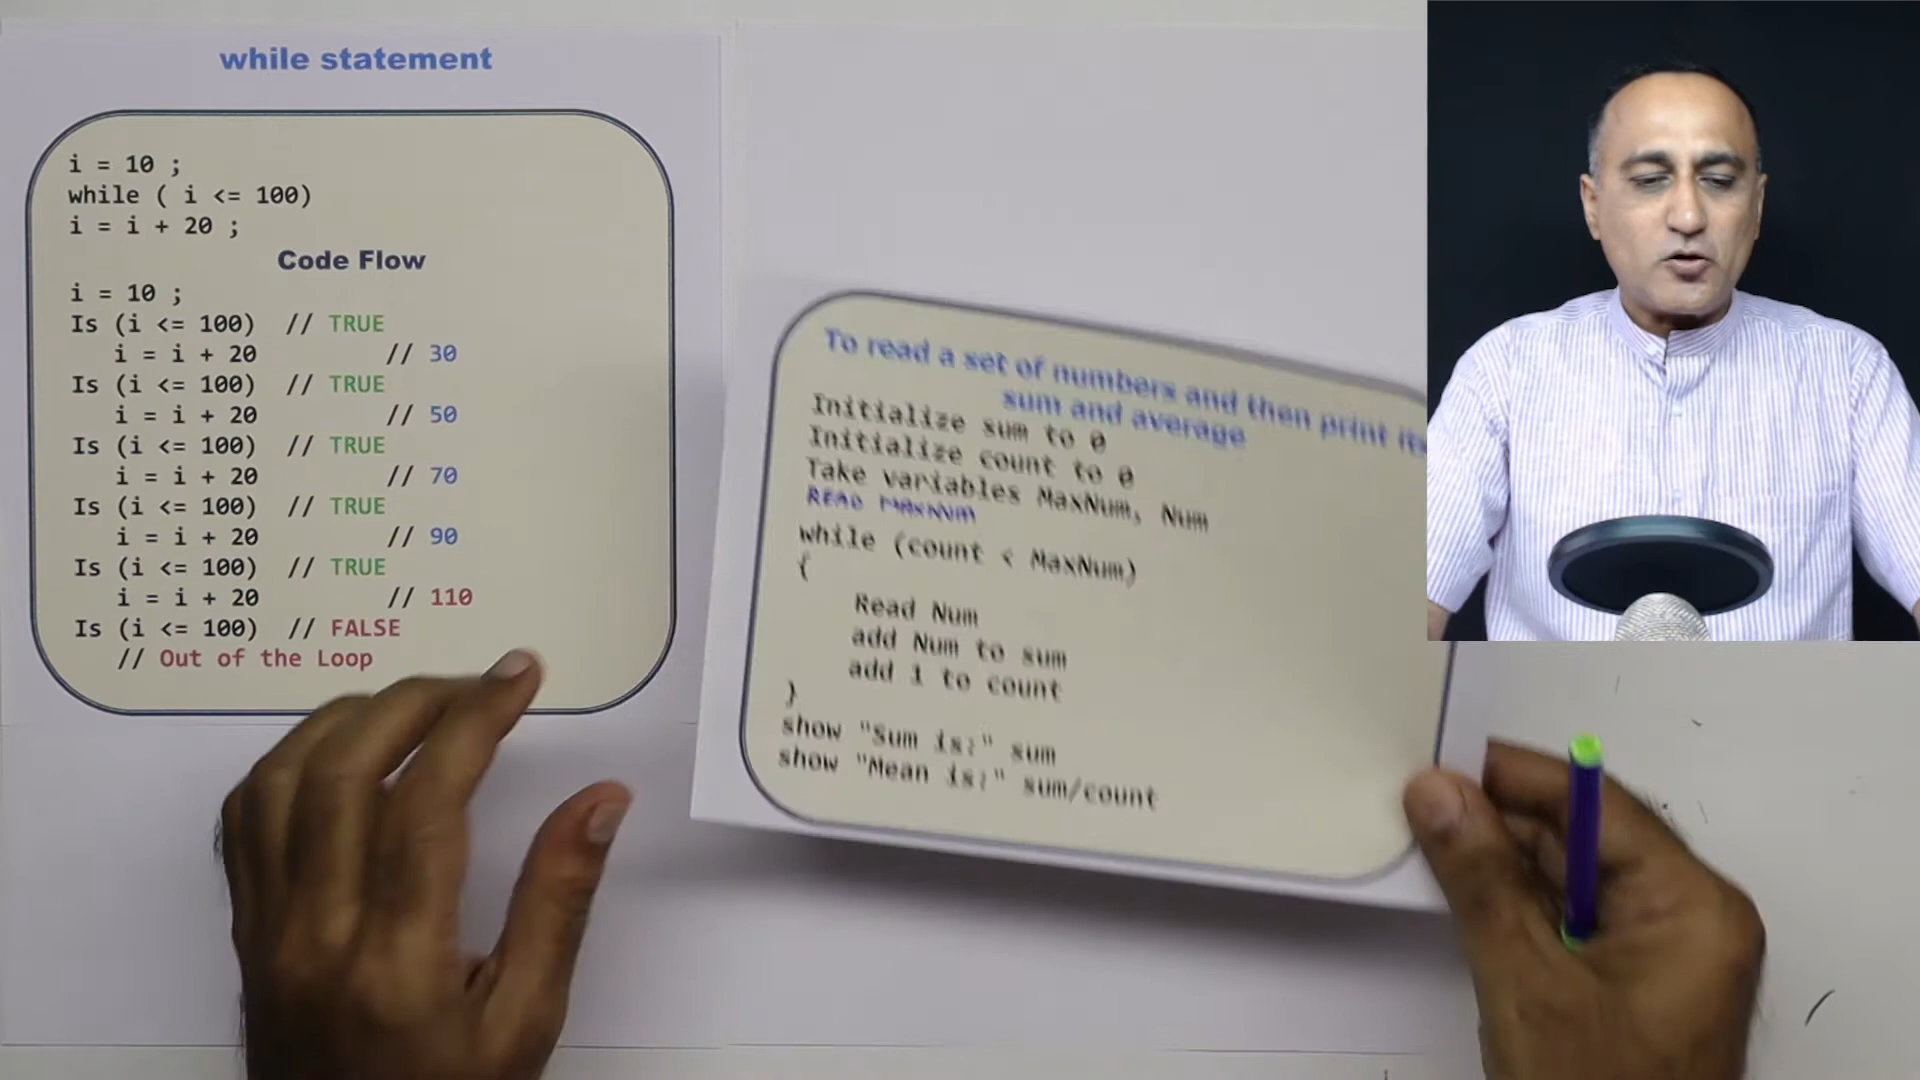 while statement
i = 10 ;
while ( i <= 100)
i = i + 20 ;
Code Flow
i = 10 ;
Is (i <= 100) // TRUE
i = i + 20 // 30
Is (i <= 100) // TRUE
i = i + 20 // 50
Is (i <= 100) // TRUE
i = i + 20 // 70
Is (i <= 100) // TRUE
i = i + 20 // 90
Is (i <= 100) // TRUE
i = i + 20 // 110
Is (i <= 100) // FALSE
// Out of the Loop
To read a set of numbers and then print
sum and average
Initialize sum to 0
Initialize count to 0
Take variables MaxNum, Num
READ MaxNum
while (count < MaxNum)
{
Read Num
add Num to sum
add 1 to count
}
show "Sum is:" sum
show "Mean is:" sum/count